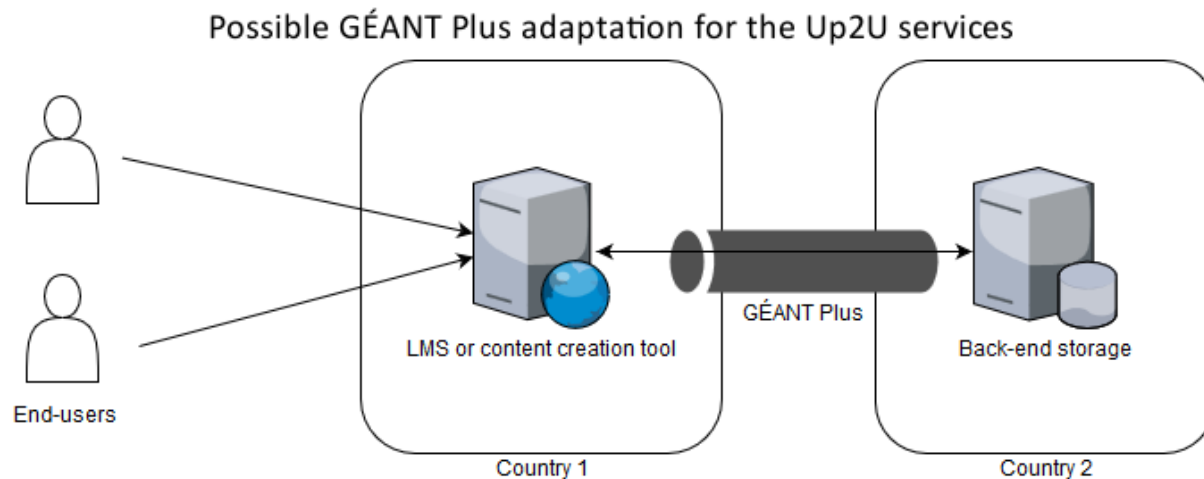 Possible GÉANT Plus adaptation for the Up2U services
GÉANT Plus
LMS or content creation tool
Back-end storage
End-users
Country 1
Country 2